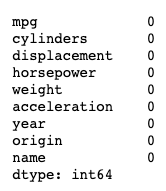 mpg 0
cylinders 0
displacement 0
horsepower 0
weight 0
acceleration 0
year 0
origin 0
name 0
dtype: int64